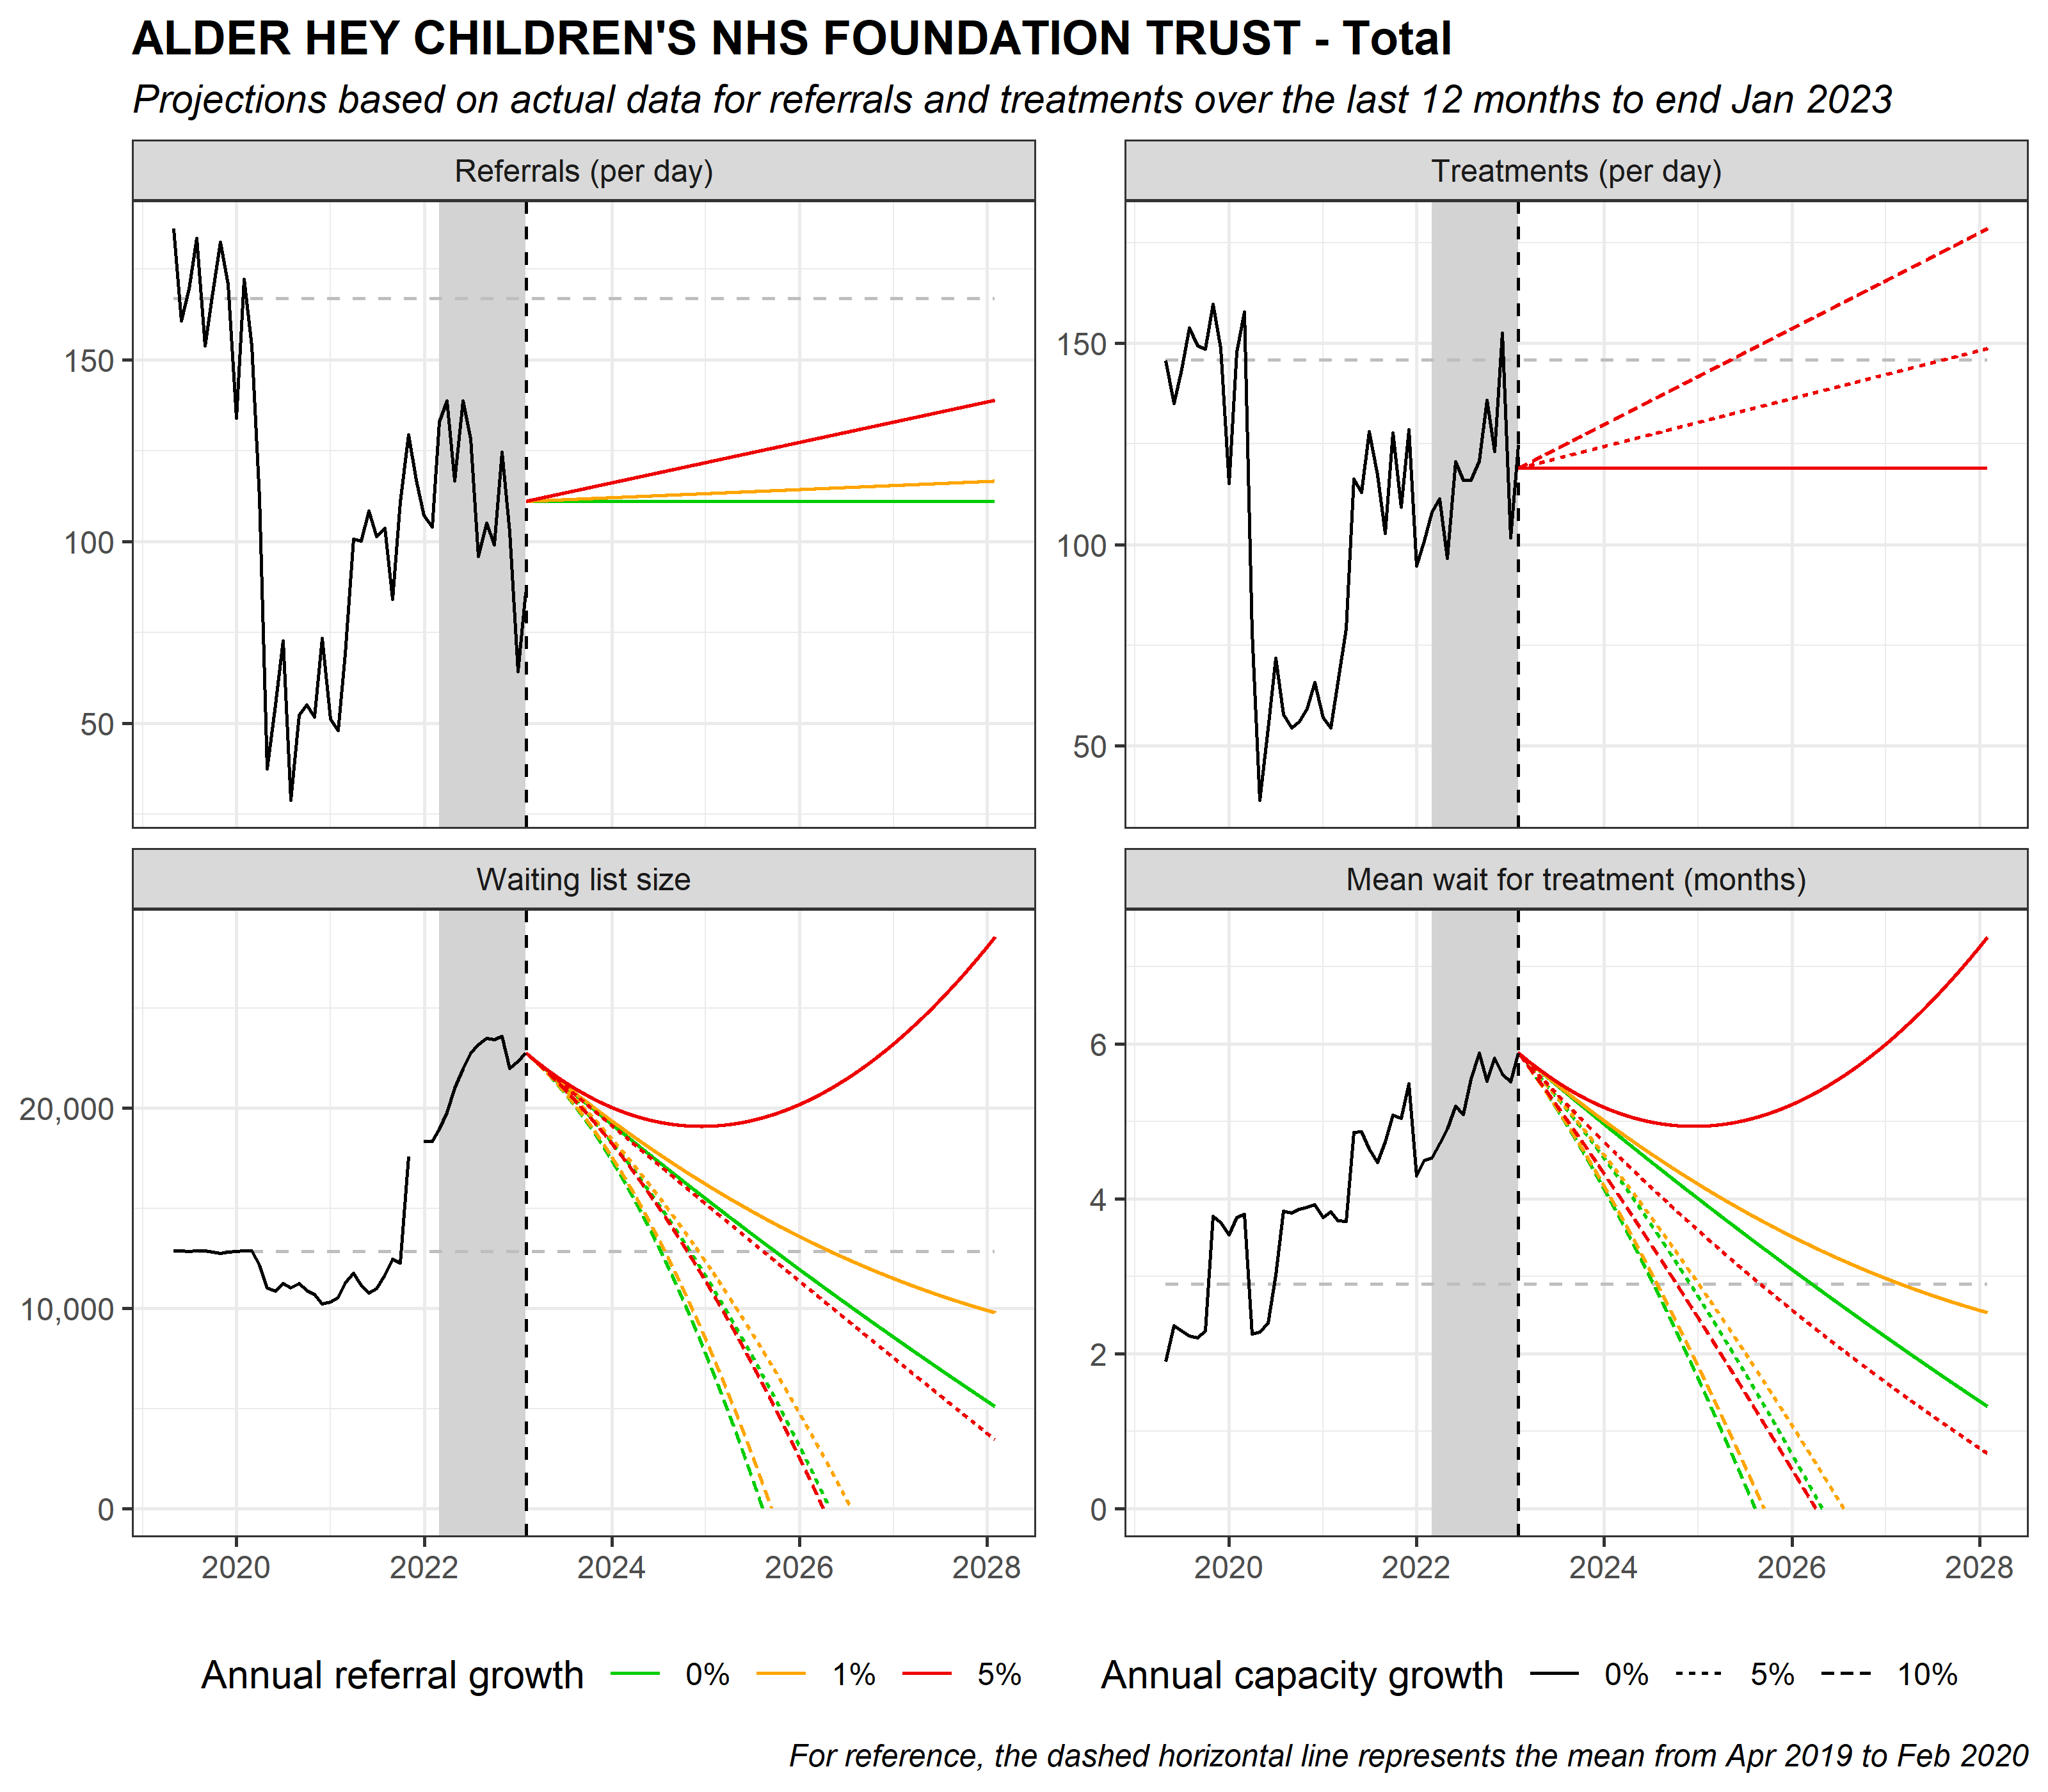 ALDER HEY CHILDREN'S NHS FOUNDATION TRUST - Total
Projections based on actual data for referrals and treatments over the last 12 months to end Jan 2023
Referrals (per day)
150
100
50
Treatments (per day)
150
100
50
Waiting list size
20,000
10,000
0
2020 2022 2024 2026 2028
Mean wait for treatment (months)
6
4
2
0
2020 2022 2024 2026 2028
Annual referral growth 0% 1% 5%
Annual capacity growth 0% 5% 10%
For reference, the dashed horizontal line represents the mean from Apr 2019 to Feb 2020